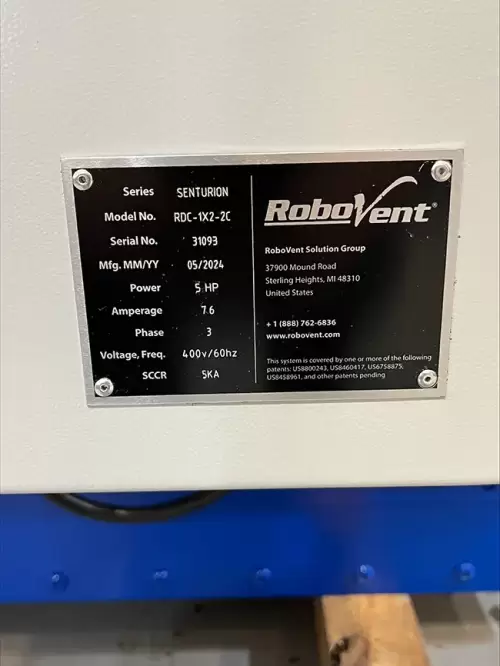 Series SENTURION
Model No. RDC-1X2-2C
Serial No. 31093
Mfg. MM/YY 05/2024
Power 5 HP
Amperage 7.6
Phase 3
Voltage, Freq. 400v/60hz
SCCR 5KA
RoboVent®
RoboVent Solution Group
37900 Mound Road
Sterling Heights, MI 48310
United States
+ 1 (888) 762-6836
www.robovent.com
This system is covered by one or more of the following
patents: US8800243, US8460417, US6758875,
US8458961, and other patents pending